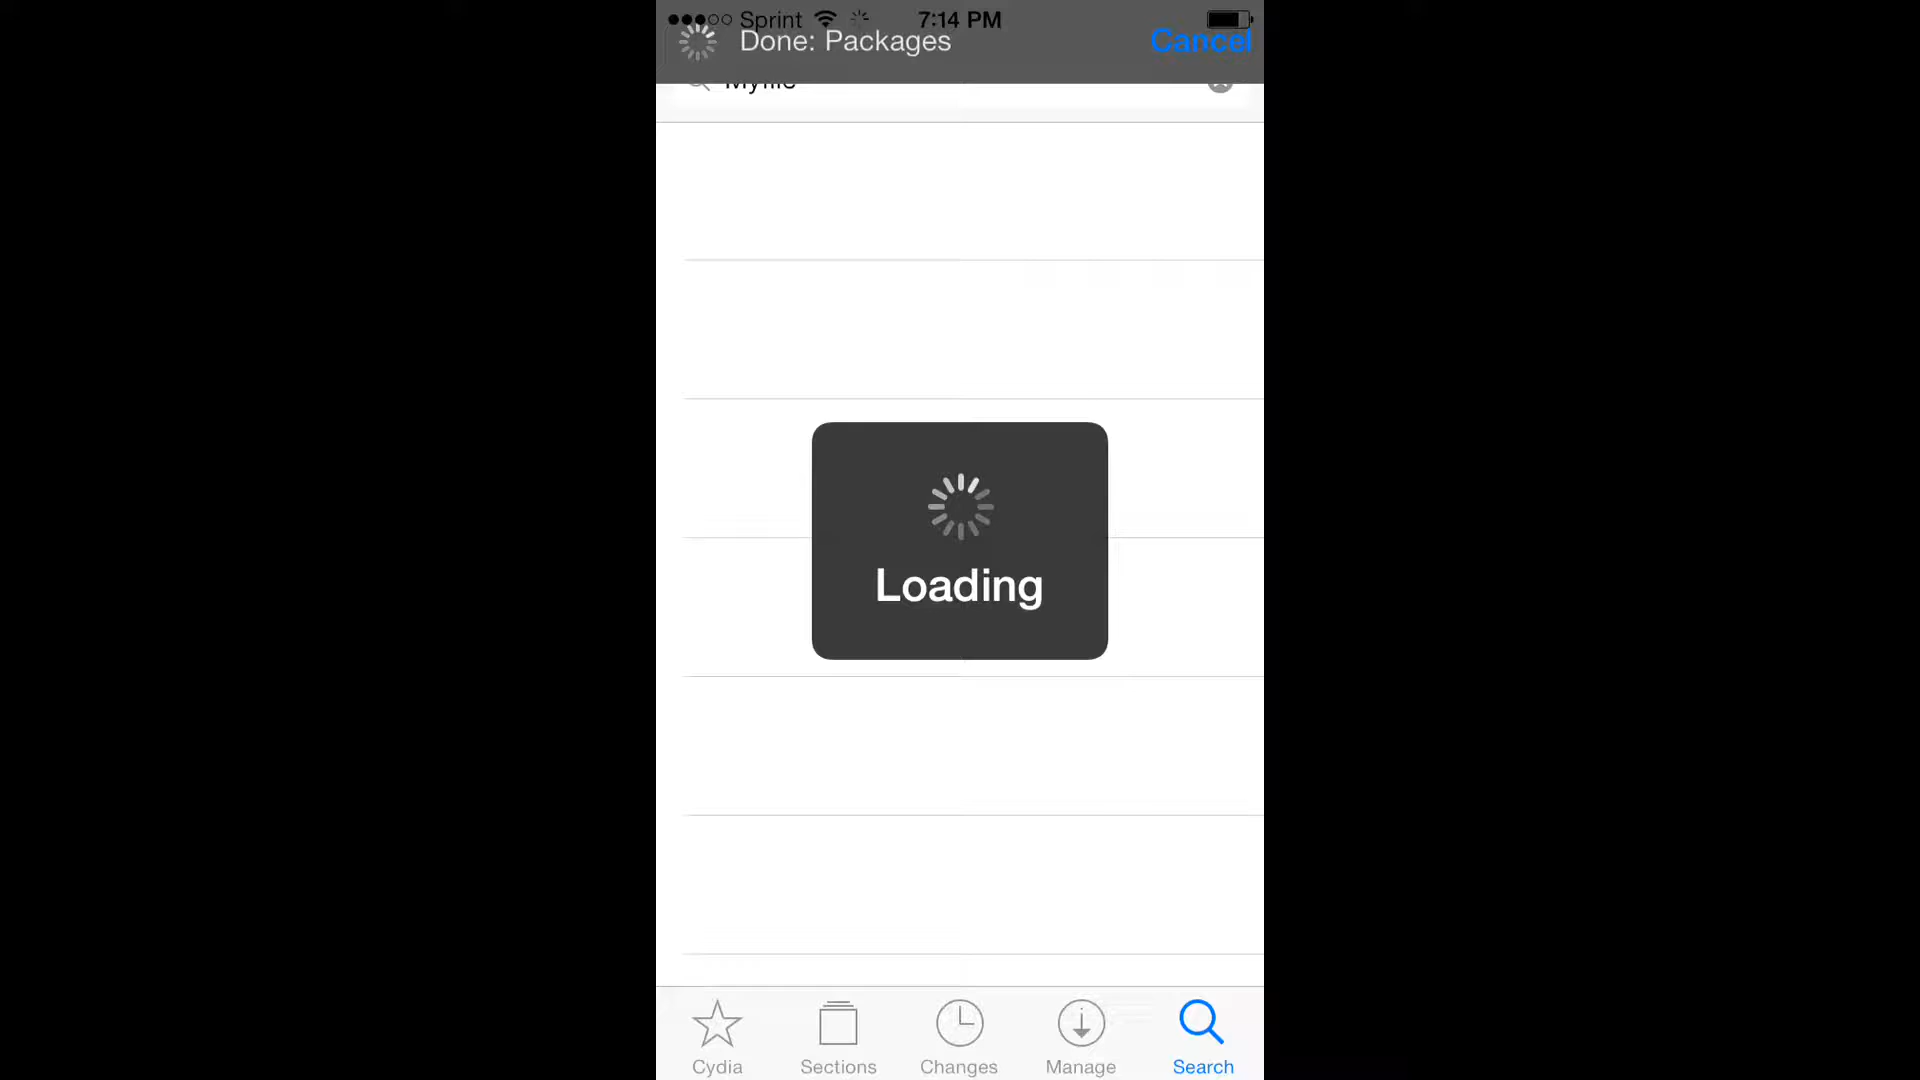 Sprint 7:14 PM
Done: Packages
Cancel
Loading
Cydia
Sections
Changes
Manage
Search